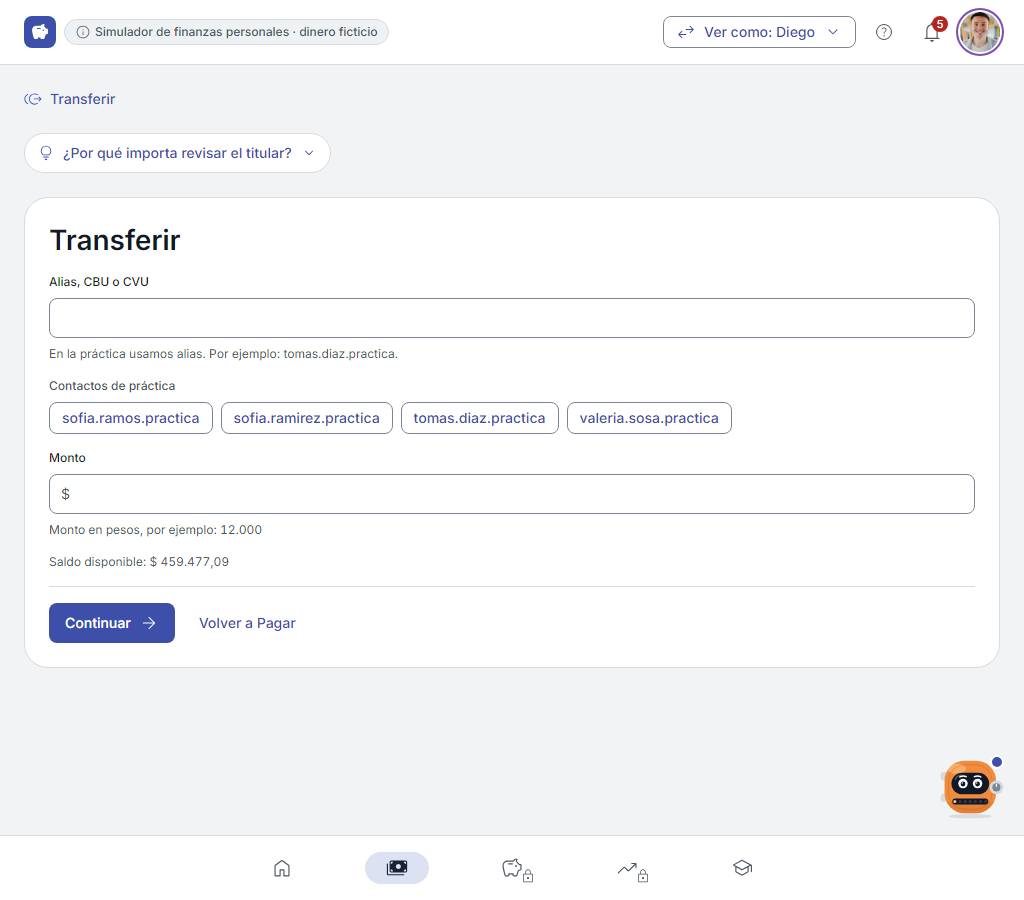 Simulador de finanzas personales · dinero ficticio
Ver como: Diego
5
Transferir
¿Por qué importa revisar el titular?
Transferir
Alias, CBU o CVU
En la práctica usamos alias. Por ejemplo: tomas.diaz.practica.
Contactos de práctica
sofia.ramos.practica sofia.ramirez.practica tomas.diaz.practica valeria.sosa.practica
Monto
$
Monto en pesos, por ejemplo: 12.000
Saldo disponible: $ 459.477,09
Continuar Volver a Pagar